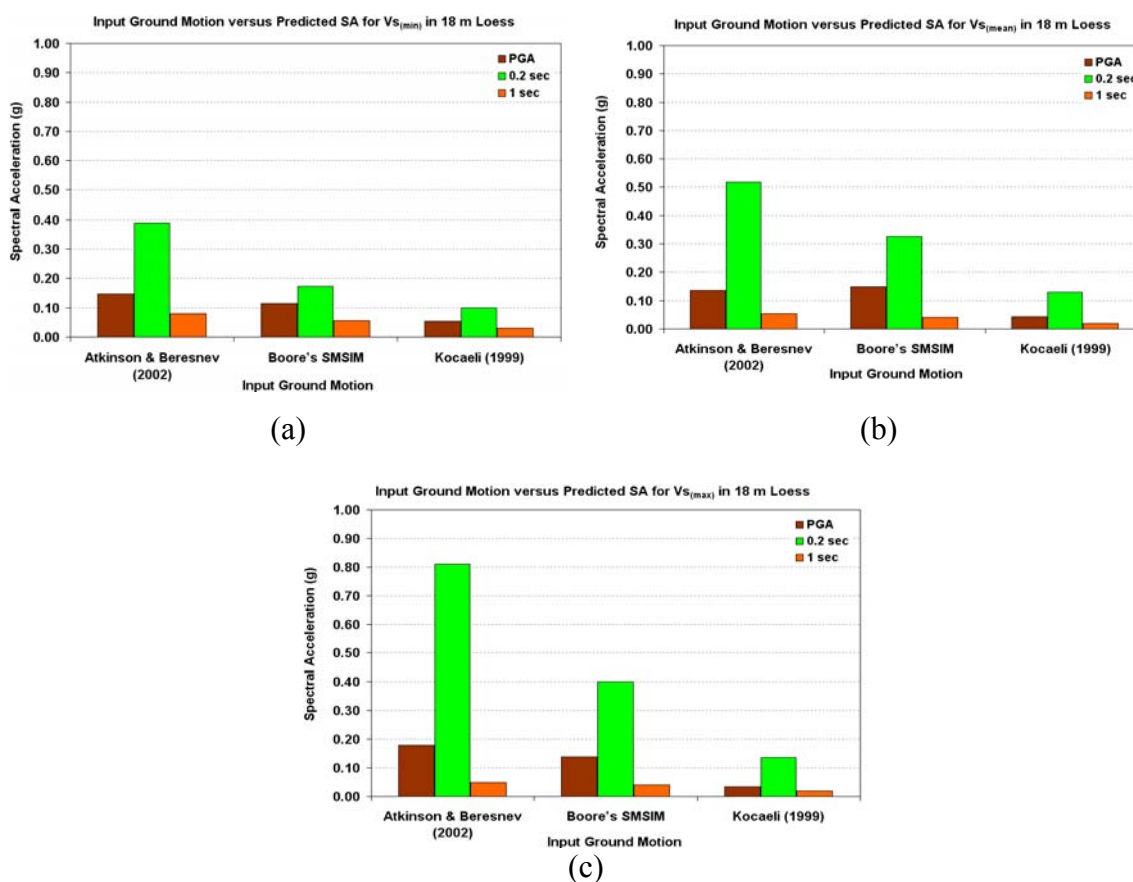 Input Ground Motion versus Predicted SA for Vs(min) in 18 m Loess
1.00
0.90
0.80
0.70
0.60
0.50
0.40
0.30
0.20
0.10
0.00
Spectral Acceleration (g)
PGA
0.2 sec
1 sec
Atkinson & Beresnev
(2002)
Boore's SMSIM
Kocaeli (1999)
Input Ground Motion
(a)
Input Ground Motion versus Predicted SA for Vs(mean) in 18 m Loess
1.00
0.90
0.80
0.70
0.60
0.50
0.40
0.30
0.20
0.10
0.00
Spectral Acceleration (g)
PGA
0.2 sec
1 sec
Atkinson & Beresnev
(2002)
Boore's SMSIM
Kocaeli (1999)
Input Ground Motion
(b)
Input Ground Motion versus Predicted SA for Vs(max) in 18 m Loess
1.00
0.90
0.80
0.70
0.60
0.50
0.40
0.30
0.20
0.10
0.00
Spectral Acceleration (g)
PGA
0.2 sec
1 sec
Atkinson & Beresnev
(2002)
Boore's SMSIM
Kocaeli (1999)
Input Ground Motion
(c)